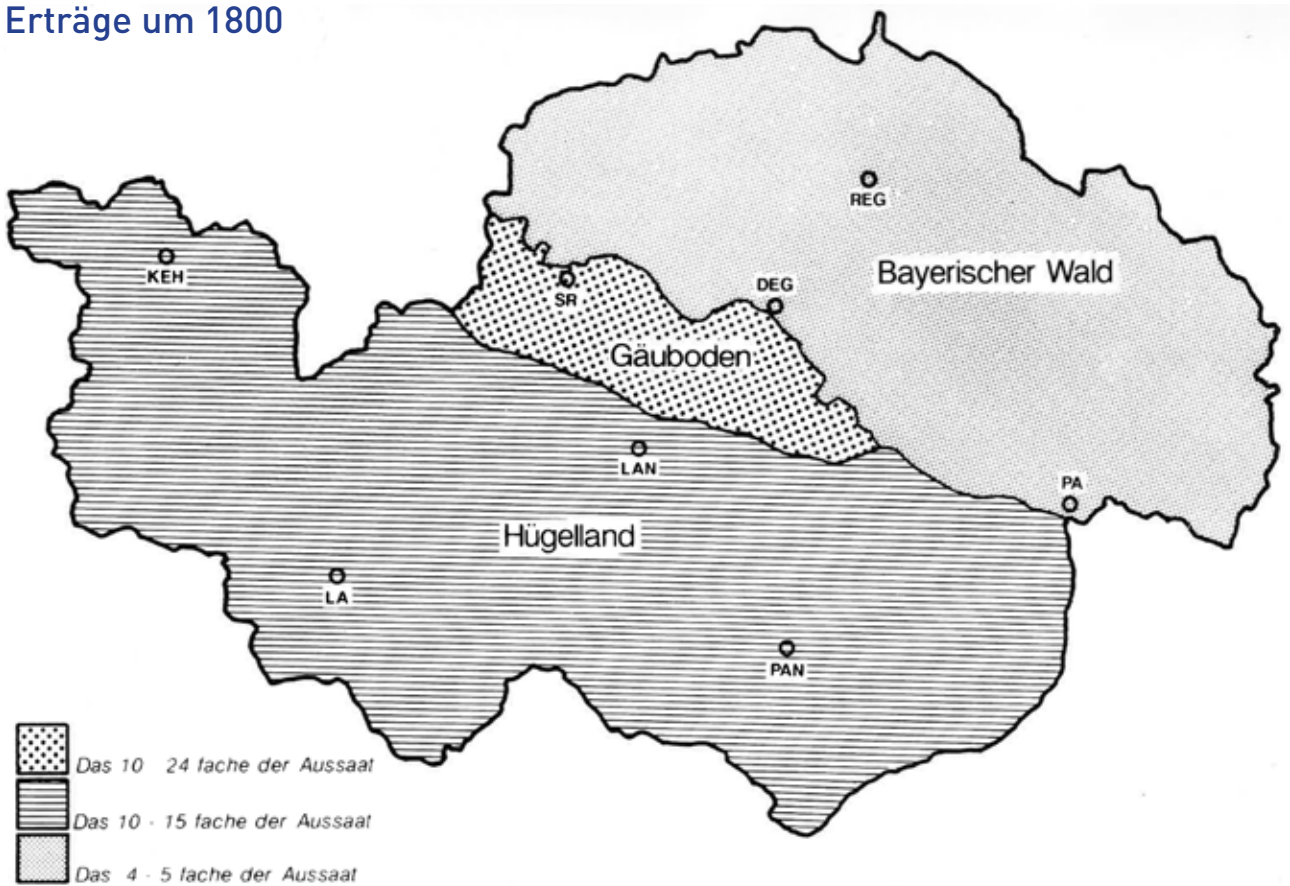 Erträge um 1800
REG
KEH
Bayerischer Wald
SR
DEG
Gäuboden
LAN
PA
Hügelland
LA
PAN
Das 10 24 fache der Aussaat
Das 10 - 15 fache der Aussaat
Das 4 - 5 fache der Aussaat